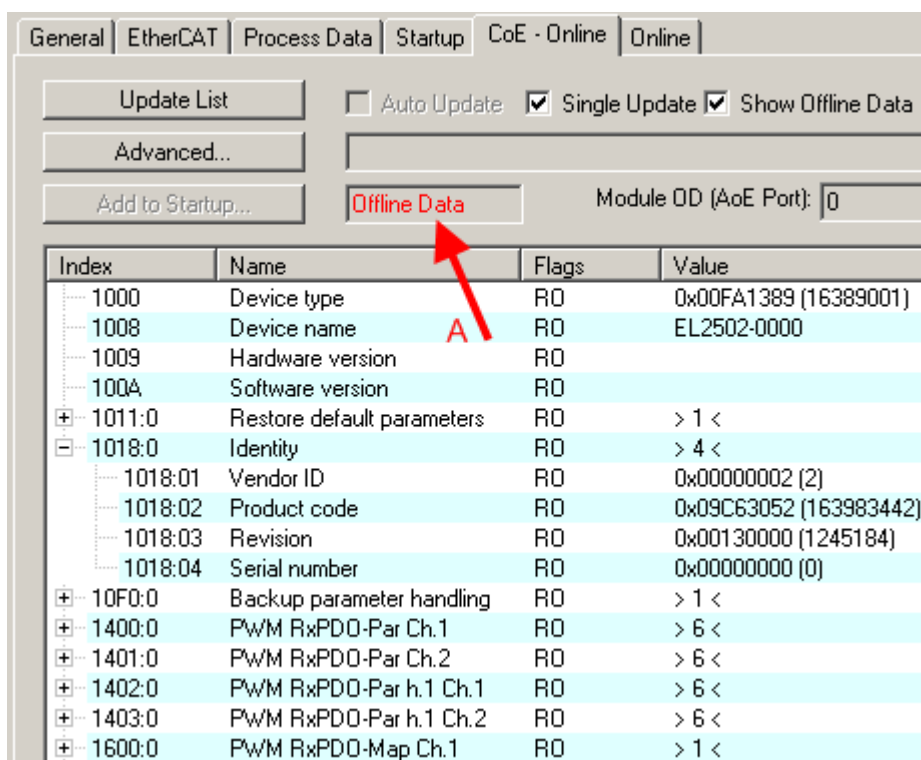 General EtherCAT Process Data Startup CoE - Online Online
Update List Auto Update Single Update Show Offline Data
Advanced...
Add to Startup... Offline Data Module OD (AoE Port): 0
Index Name Flags Value
1000 Device type RO 0x00FA1389 (16389001)
1008 Device name RO EL2502-0000
A
1009 Hardware version RO
100A Software version RO
1011:0 Restore default parameters RO > 1 <
1018:0 Identity RO > 4 <
1018:01 Vendor ID RO 0x00000002 (2)
1018:02 Product code RO 0x09C63052 (163983442)
1018:03 Revision RO 0x00130000 (1245184)
1018:04 Serial number RO 0x00000000 (0)
10F0:0 Backup parameter handling RO > 1 <
1400:0 PWM RxPDO-Par Ch.1 RO > 6 <
1401:0 PWM RxPDO-Par Ch.2 RO > 6 <
1402:0 PWM RxPDO-Par h.1 Ch.1 RO > 6 <
1403:0 PWM RxPDO-Par h.1 Ch.2 RO > 6 <
1600:0 PWM RxPDO-Map Ch.1 RO > 1 <